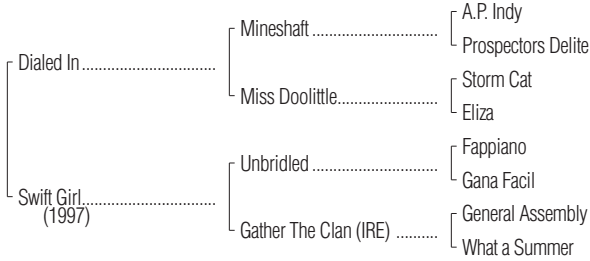 A.P. Indy
Mineshaft
Prospectors Delite
Dialed In
Storm Cat
Miss Doolittle
Eliza
Fappiano
Unbridled
Gana Facil
Swift Girl
(1997)
General Assembly
Gather The Clan (IRE)
What a Summer